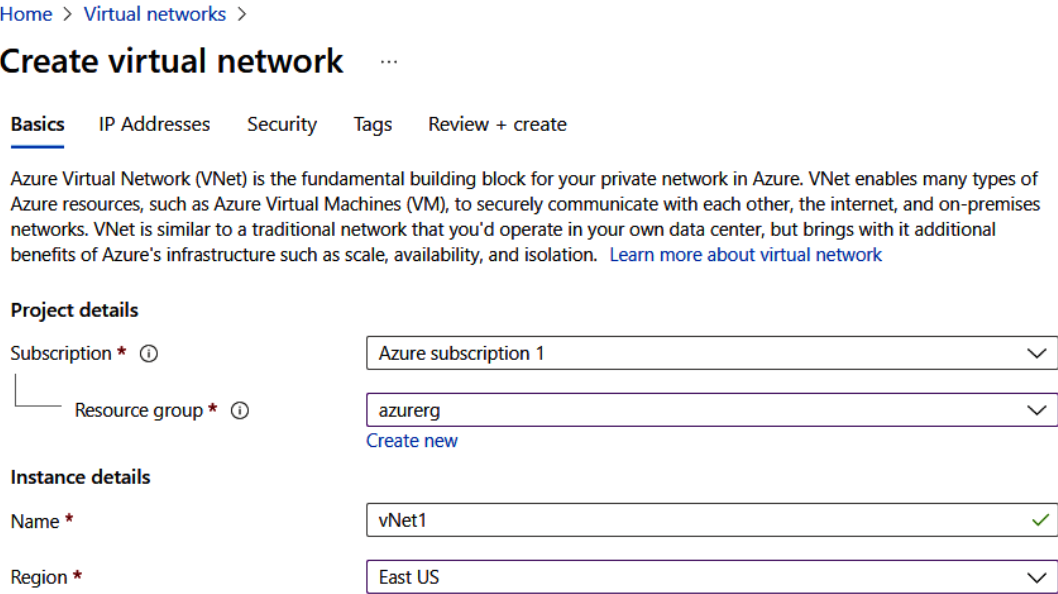 Home > Virtual networks >
Create virtual network ...
Basics IP Addresses Security Tags Review + create
Azure Virtual Network (VNet) is the fundamental building block for your private network in Azure. VNet enables many types of
Azure resources, such as Azure Virtual Machines (VM), to securely communicate with each other, the internet, and on-premises
networks. VNet is similar to a traditional network that you'd operate in your own data center, but brings with it additional
benefits of Azure's infrastructure such as scale, availability, and isolation. Learn more about virtual network
Project details
Subscription * Azure subscription 1
Resource group * azurerg
Create new
Instance details
Name * vNet1
Region * East US